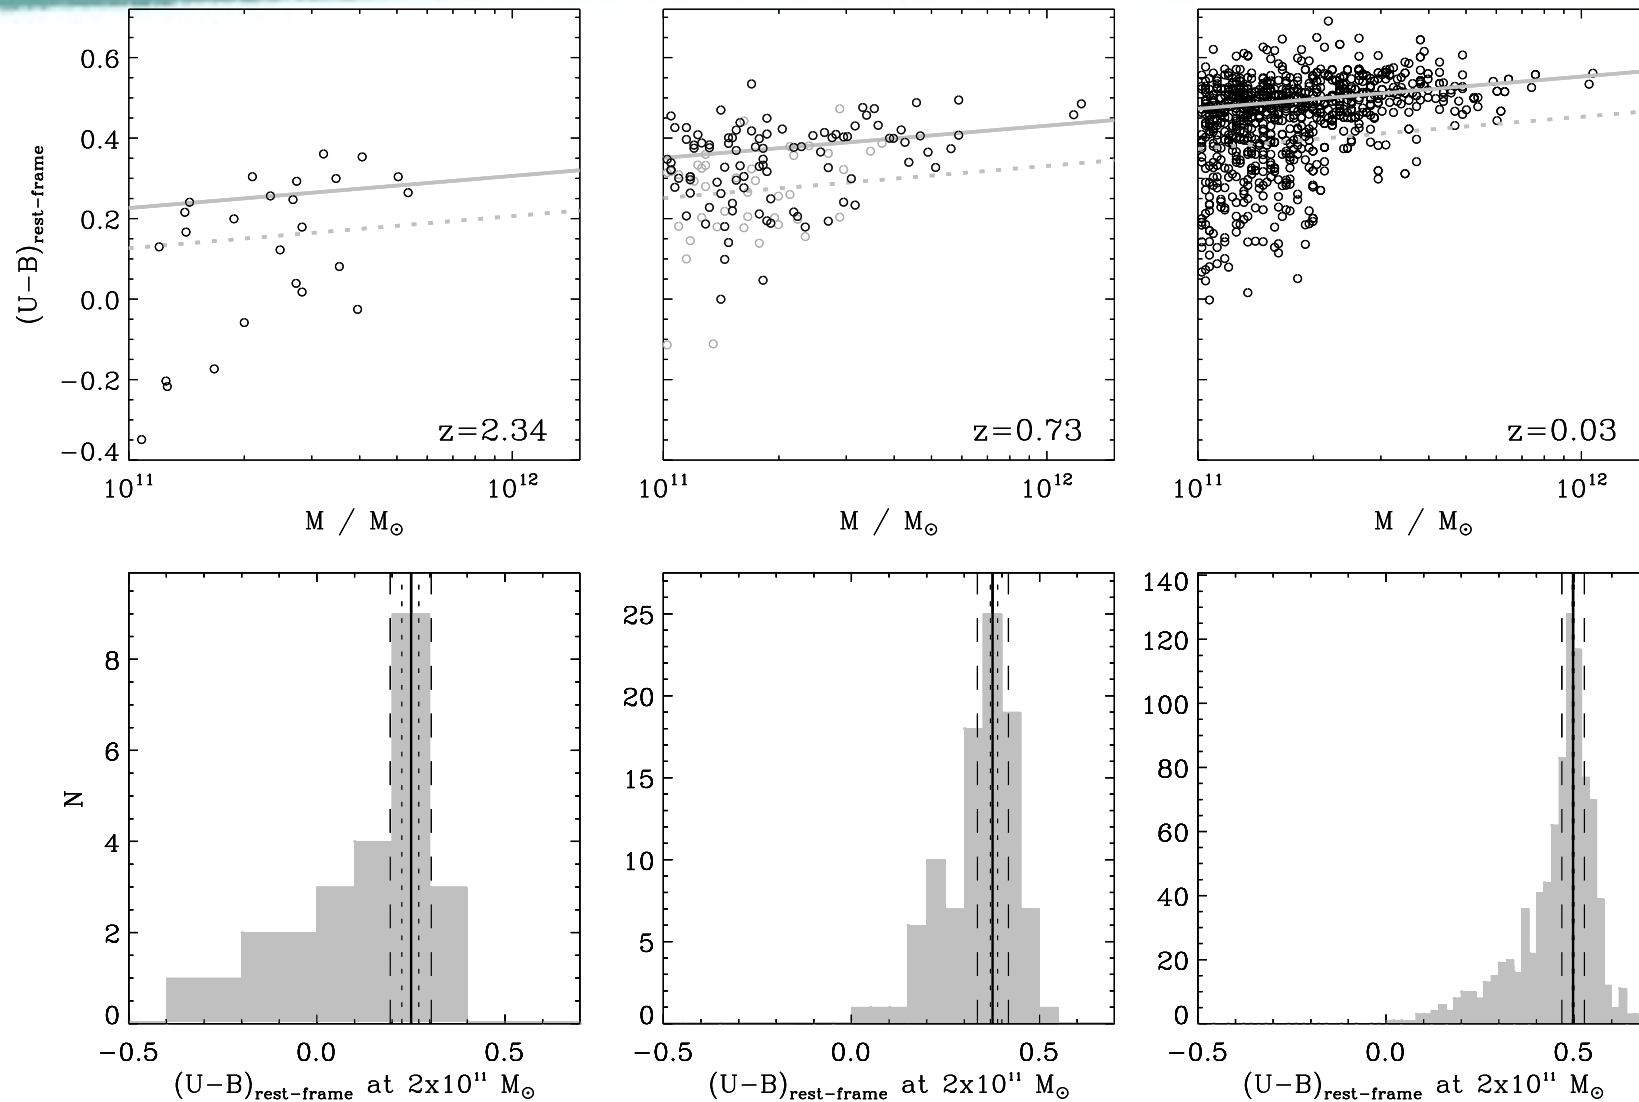 0.6
0.4
0.2
0.0
−0.2
−0.4
(U−B)rest−frame
z=2.34
z=0.73
z=0.03
10¹¹ 10¹² 10¹¹ 10¹² 10¹¹ 10¹²
M / M⊙ M / M⊙ M / M⊙
8
6
4
2
0
N
25
20
15
10
5
0
140
120
100
80
60
40
20
0
−0.5 0.0 0.5 −0.5 0.0 0.5 −0.5 0.0 0.5
(U−B)rest−frame at 2x10¹¹ M⊙ (U−B)rest−frame at 2x10¹¹ M⊙ (U−B)rest−frame at 2x10¹¹ M⊙